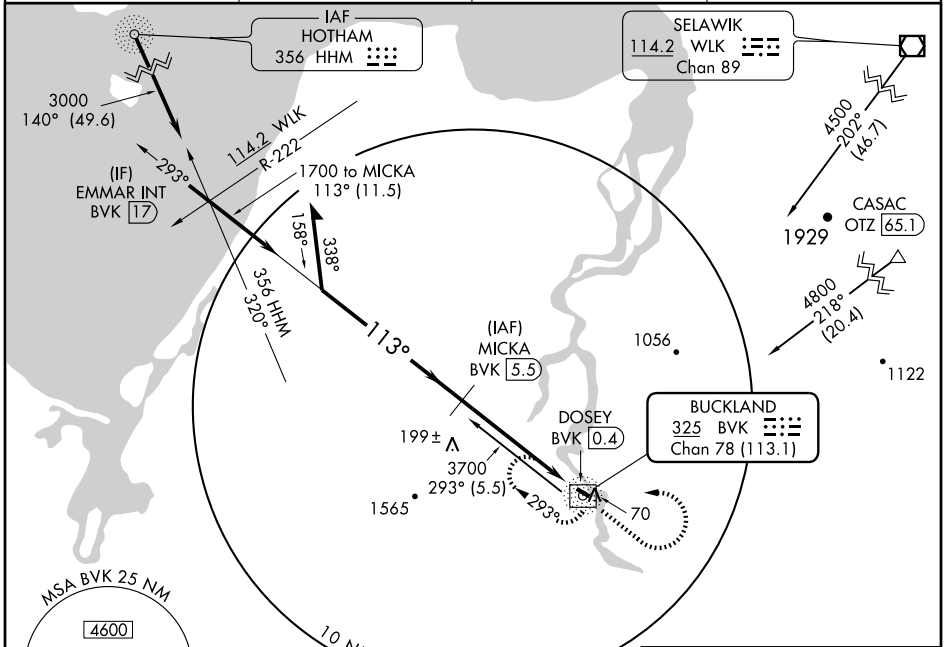 IAF
HOTHAM
356 HHM
SELAWIK
114.2 WLK
Chan 89
3000
140° (49.6)
114.2 WLK
R-222
4500
202°
(46.7)
293°
(IF)
EMMAR INT
BVK 17
1700 to MICKA
113° (11.5)
158°
338°
CASAC
OTZ 65.1
1929
356 HHM
320°
4800
218°
(20.4)
113°
(IAF)
MICKA
BVK 5.5
1056
1122
DOSEY
BVK 0.4
BUCKLAND
325 BVK
Chan 78 (113.1)
199±
3700
293° (5.5)
1565
293°
70
MSA BVK 25 NM
4600